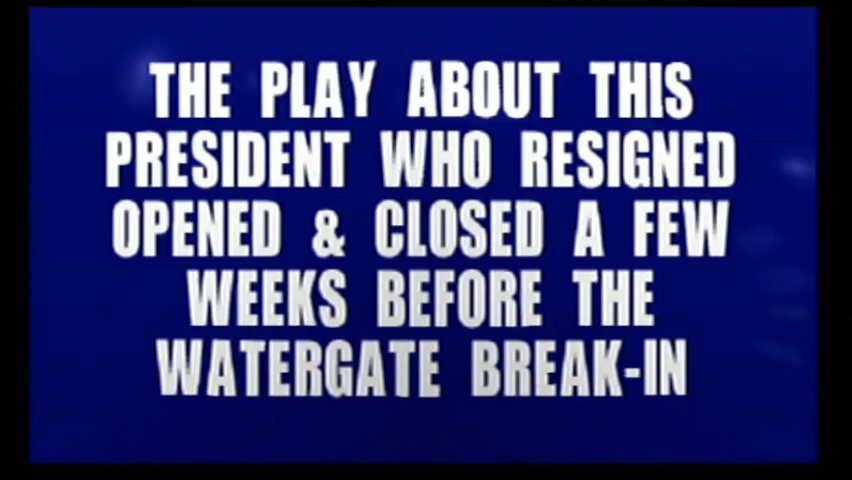 THE PLAY ABOUT THIS
PRESIDENT WHO RESIGNED
OPENED & CLOSED A FEW
WEEKS BEFORE THE
WATERGATE BREAK-IN